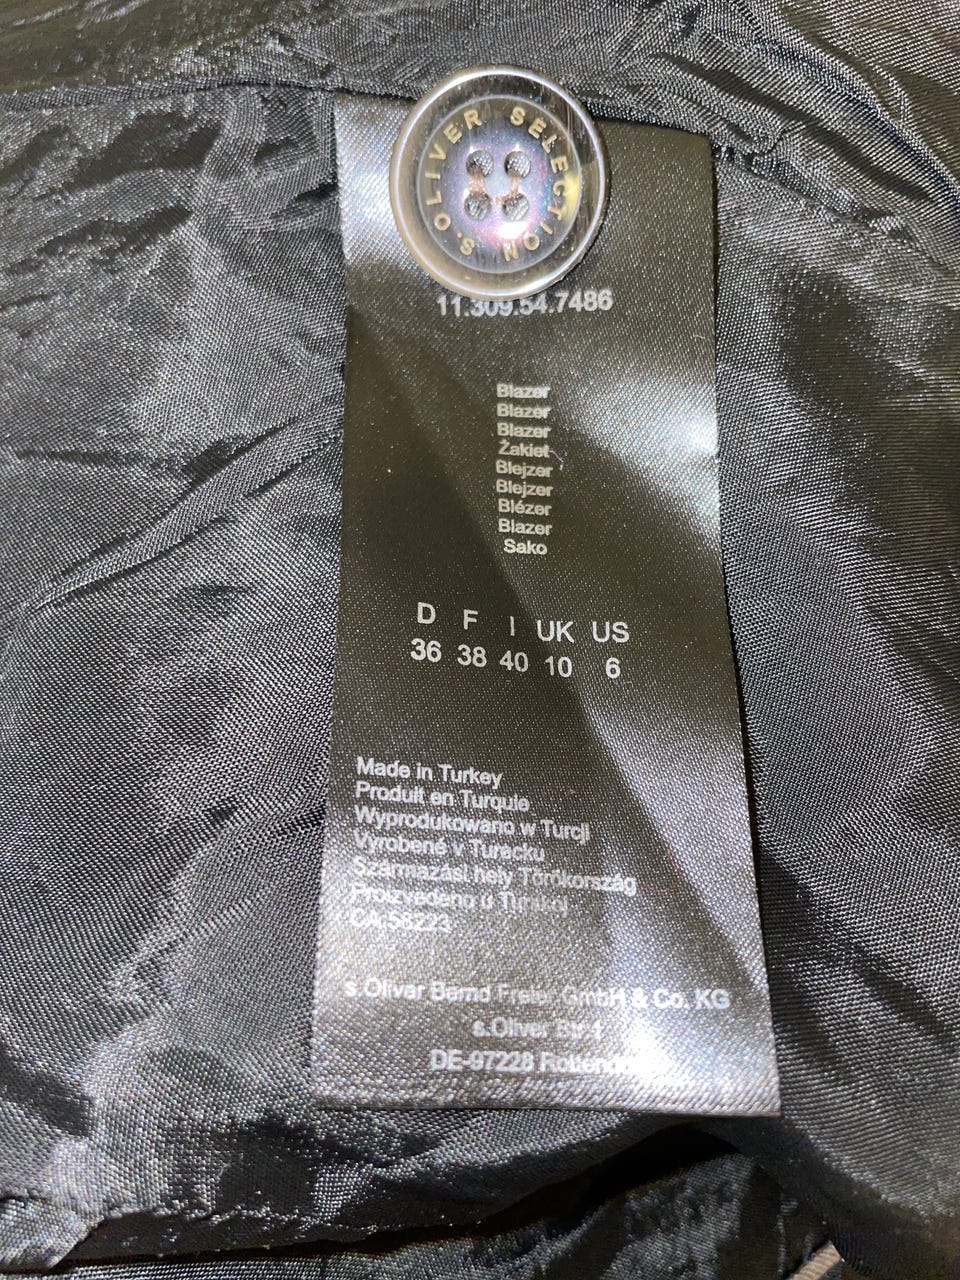 S.OLIVER SELECTION
11.309.54.7486
Blazer
Blazer
Blazer
Żakiet
Blejzer
Blejzer
Blézer
Blazer
Sako
D F I UK US
36 38 40 10 6
Made in Turkey
Produit en Turquie
Wyprodukowano w Turcji
Vyrobené v Turecku
Származási hely Törökország
Proizvedeno u Turskoj
CA-56223
s.Oliver Bernd Freier GmbH & Co. KG
s.Oliver Str. 1
DE-97228